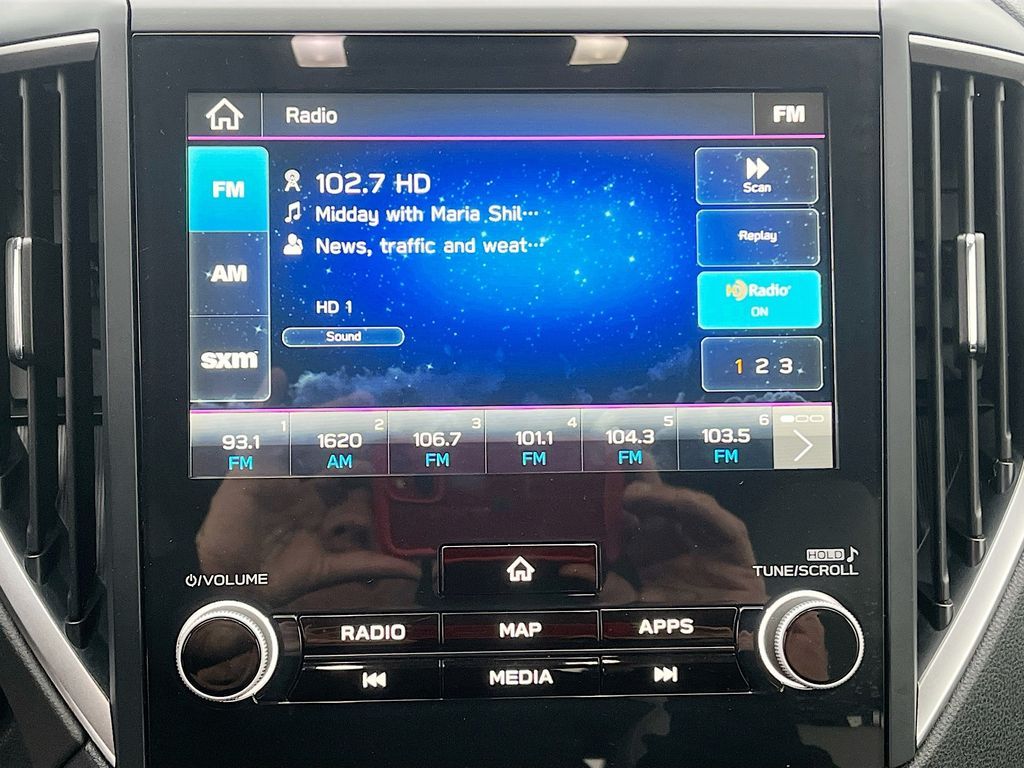 Radio
FM
FM
AM
sxm
102.7 HD
Midday with Maria Shil…
News, traffic and weat…
HD 1
Sound
Scan
Replay
HD Radio
ON
1 2 3
1 2 3 4 5 6
93.1 1620 106.7 101.1 104.3 103.5
FM AM FM FM FM FM
/VOLUME
HOLD
TUNE/SCROLL
RADIO MAP APPS
MEDIA